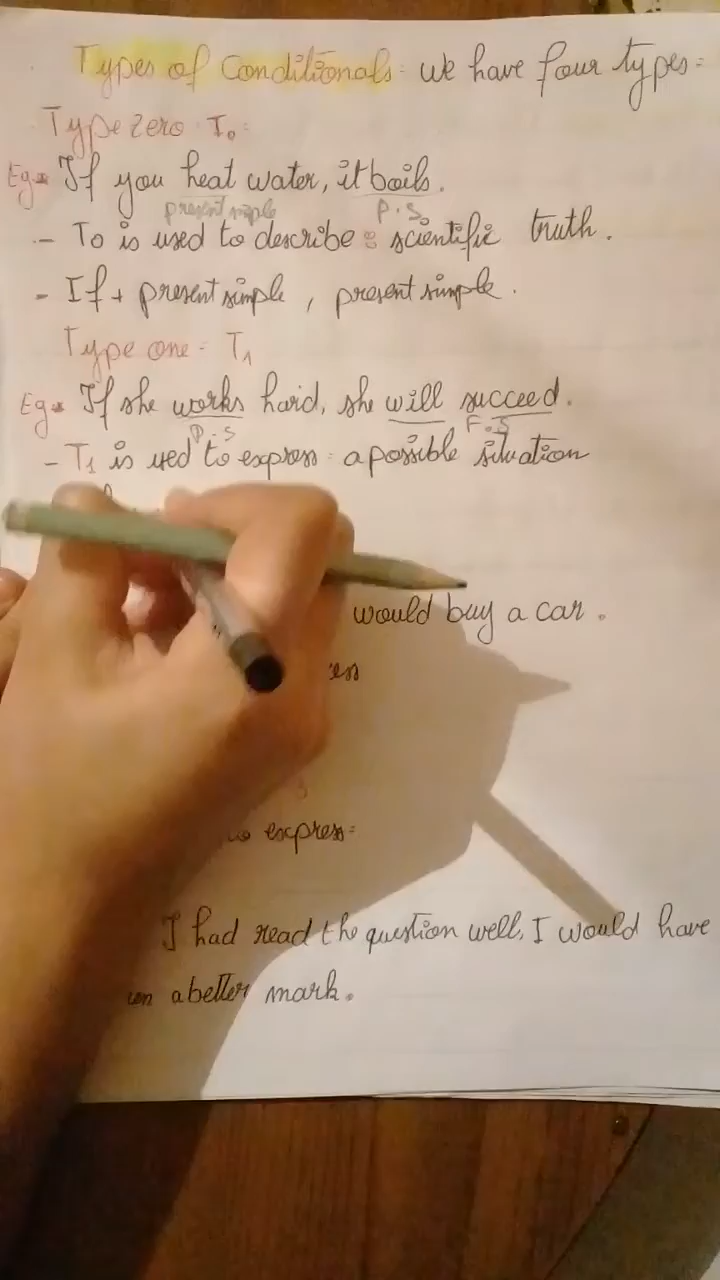 Types of Conditionals: we have four types:
Type zero: T0:
Eg: If you heat water, it boils.
present simple P.S
- T0 is used to describe: scientific truth.
- If + present simple, present simple.
Type one: T1
Eg: If she works hard, she will succeed.
P.S F.S
- T1 is used to express: a possible situation
would buy a car.
express:
I had read the question well, I would have
a better mark.